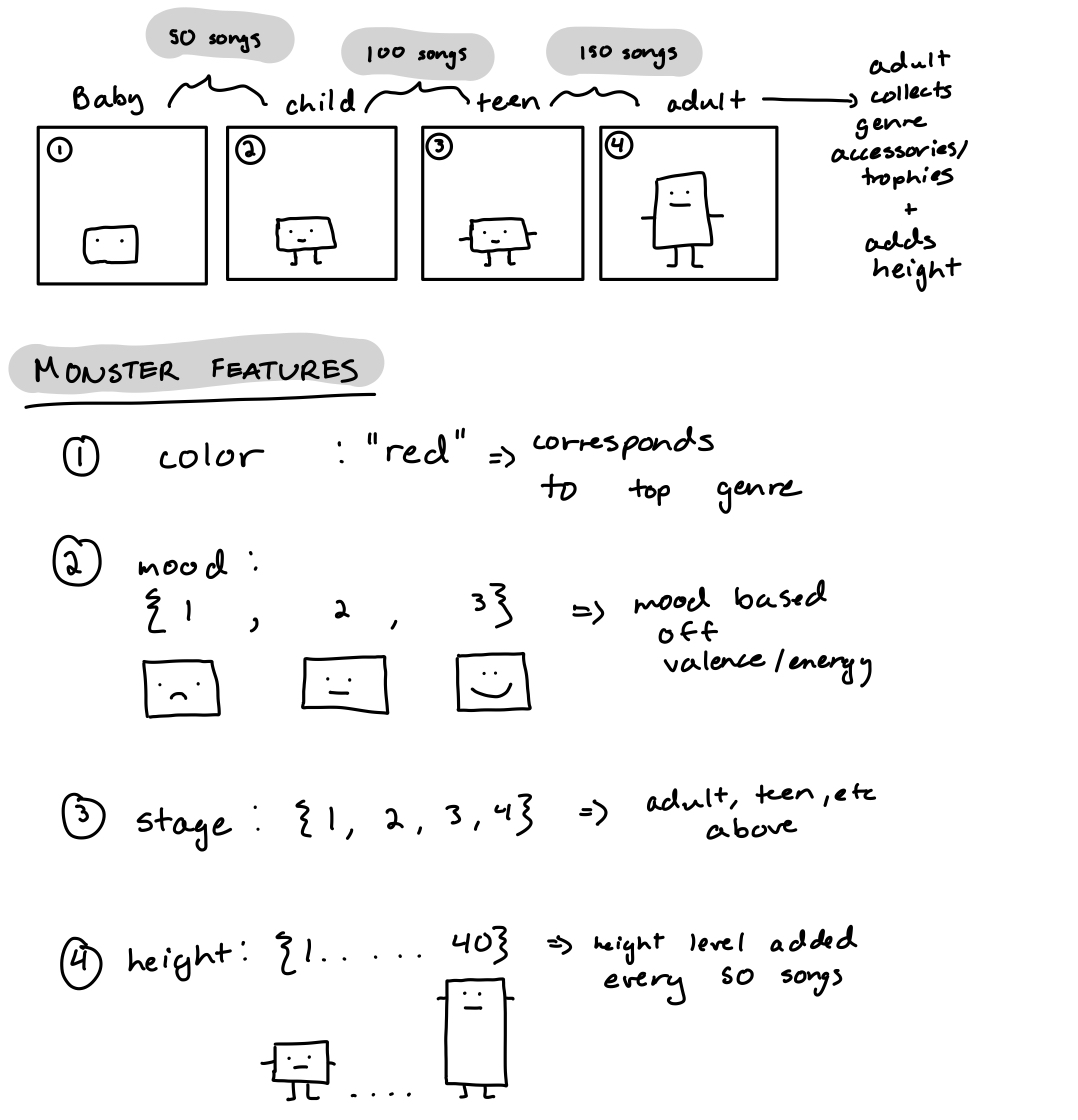 50 songs
100 songs
150 songs
Baby child teen adult → adult
collects
genre
accessories/
trophies
+
adds
height
1 2 3 4
MONSTER FEATURES
1 color : "red" => corresponds
to top genre
2 mood :
{ 1 , 2 , 3 } => mood based
off
valence/energy
3 stage : { 1, 2, 3, 4 } => adult, teen, etc
above
4 height: { 1. . . . . . 40 } => height level added
every 50 songs
. . . .